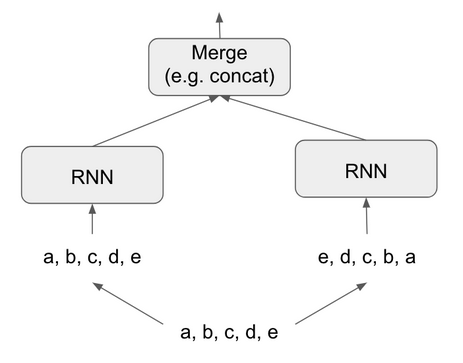 Merge
(e.g. concat)
RNN
RNN
a, b, c, d, e
e, d, c, b, a
a, b, c, d, e